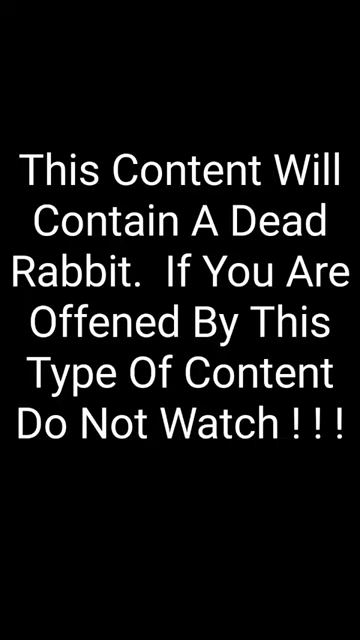 This Content Will
Contain A Dead
Rabbit.  If You Are
Offened By This
Type Of Content
Do Not Watch ! ! !